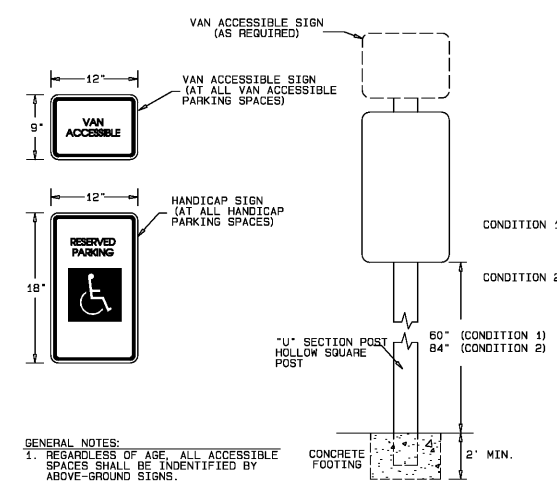 VAN ACCESSIBLE SIGN
(AS REQUIRED)
12"
VAN ACCESSIBLE SIGN
(AT ALL VAN ACCESSIBLE
PARKING SPACES)
9"
VAN
ACCESSIBLE
12"
HANDICAP SIGN
(AT ALL HANDICAP
PARKING SPACES)
RESERVED
PARKING
18"
CONDITION 1
CONDITION 2
"U" SECTION POST
HOLLOW SQUARE
POST
60" (CONDITION 1)
84" (CONDITION 2)
GENERAL NOTES:
1. REGARDLESS OF AGE, ALL ACCESSIBLE
SPACES SHALL BE INDENTIFIED BY
ABOVE-GROUND SIGNS.
CONCRETE
FOOTING
2' MIN.